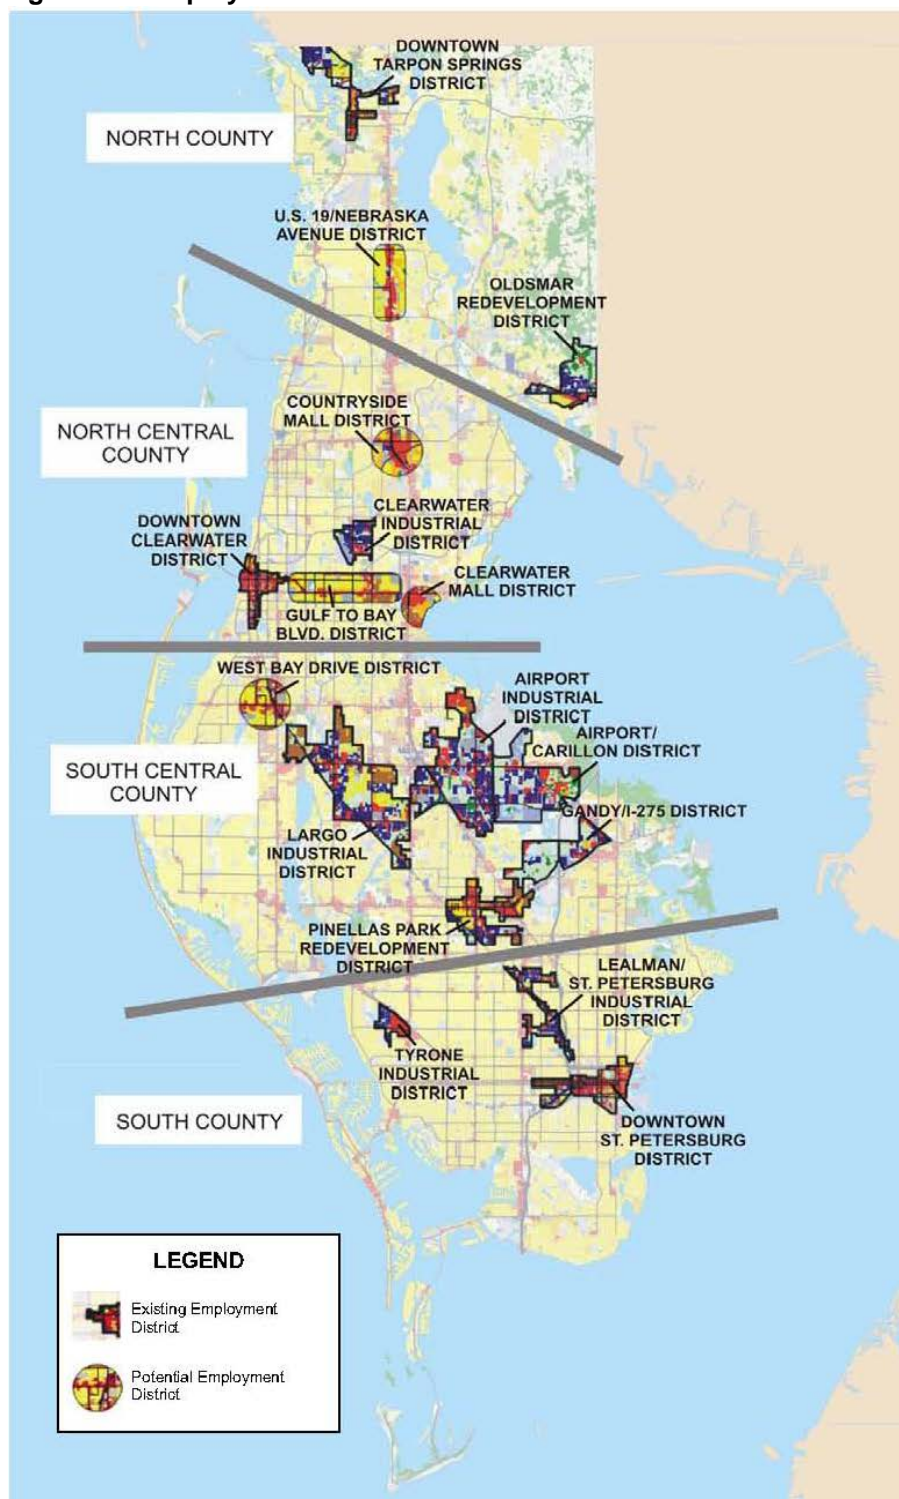 DOWNTOWN
TARPON SPRINGS
DISTRICT
NORTH COUNTY
U.S. 19/NEBRASKA
AVENUE DISTRICT
OLDSMAR
REDEVELOPMENT
DISTRICT
COUNTRYSIDE
MALL DISTRICT
NORTH CENTRAL
COUNTY
CLEARWATER
INDUSTRIAL
DISTRICT
DOWNTOWN
CLEARWATER
DISTRICT
CLEARWATER
MALL DISTRICT
GULF TO BAY
BLVD. DISTRICT
WEST BAY DRIVE DISTRICT
AIRPORT
INDUSTRIAL
DISTRICT
AIRPORT/
CARILLON DISTRICT
SOUTH CENTRAL
COUNTY
GANDY/I-275 DISTRICT
LARGO
INDUSTRIAL
DISTRICT
PINELLAS PARK
REDEVELOPMENT
DISTRICT
LEALMAN/
ST. PETERSBURG
INDUSTRIAL
DISTRICT
TYRONE
INDUSTRIAL
DISTRICT
SOUTH COUNTY
DOWNTOWN
ST. PETERSBURG
DISTRICT
LEGEND
Existing Employment
District
Potential Employment
District